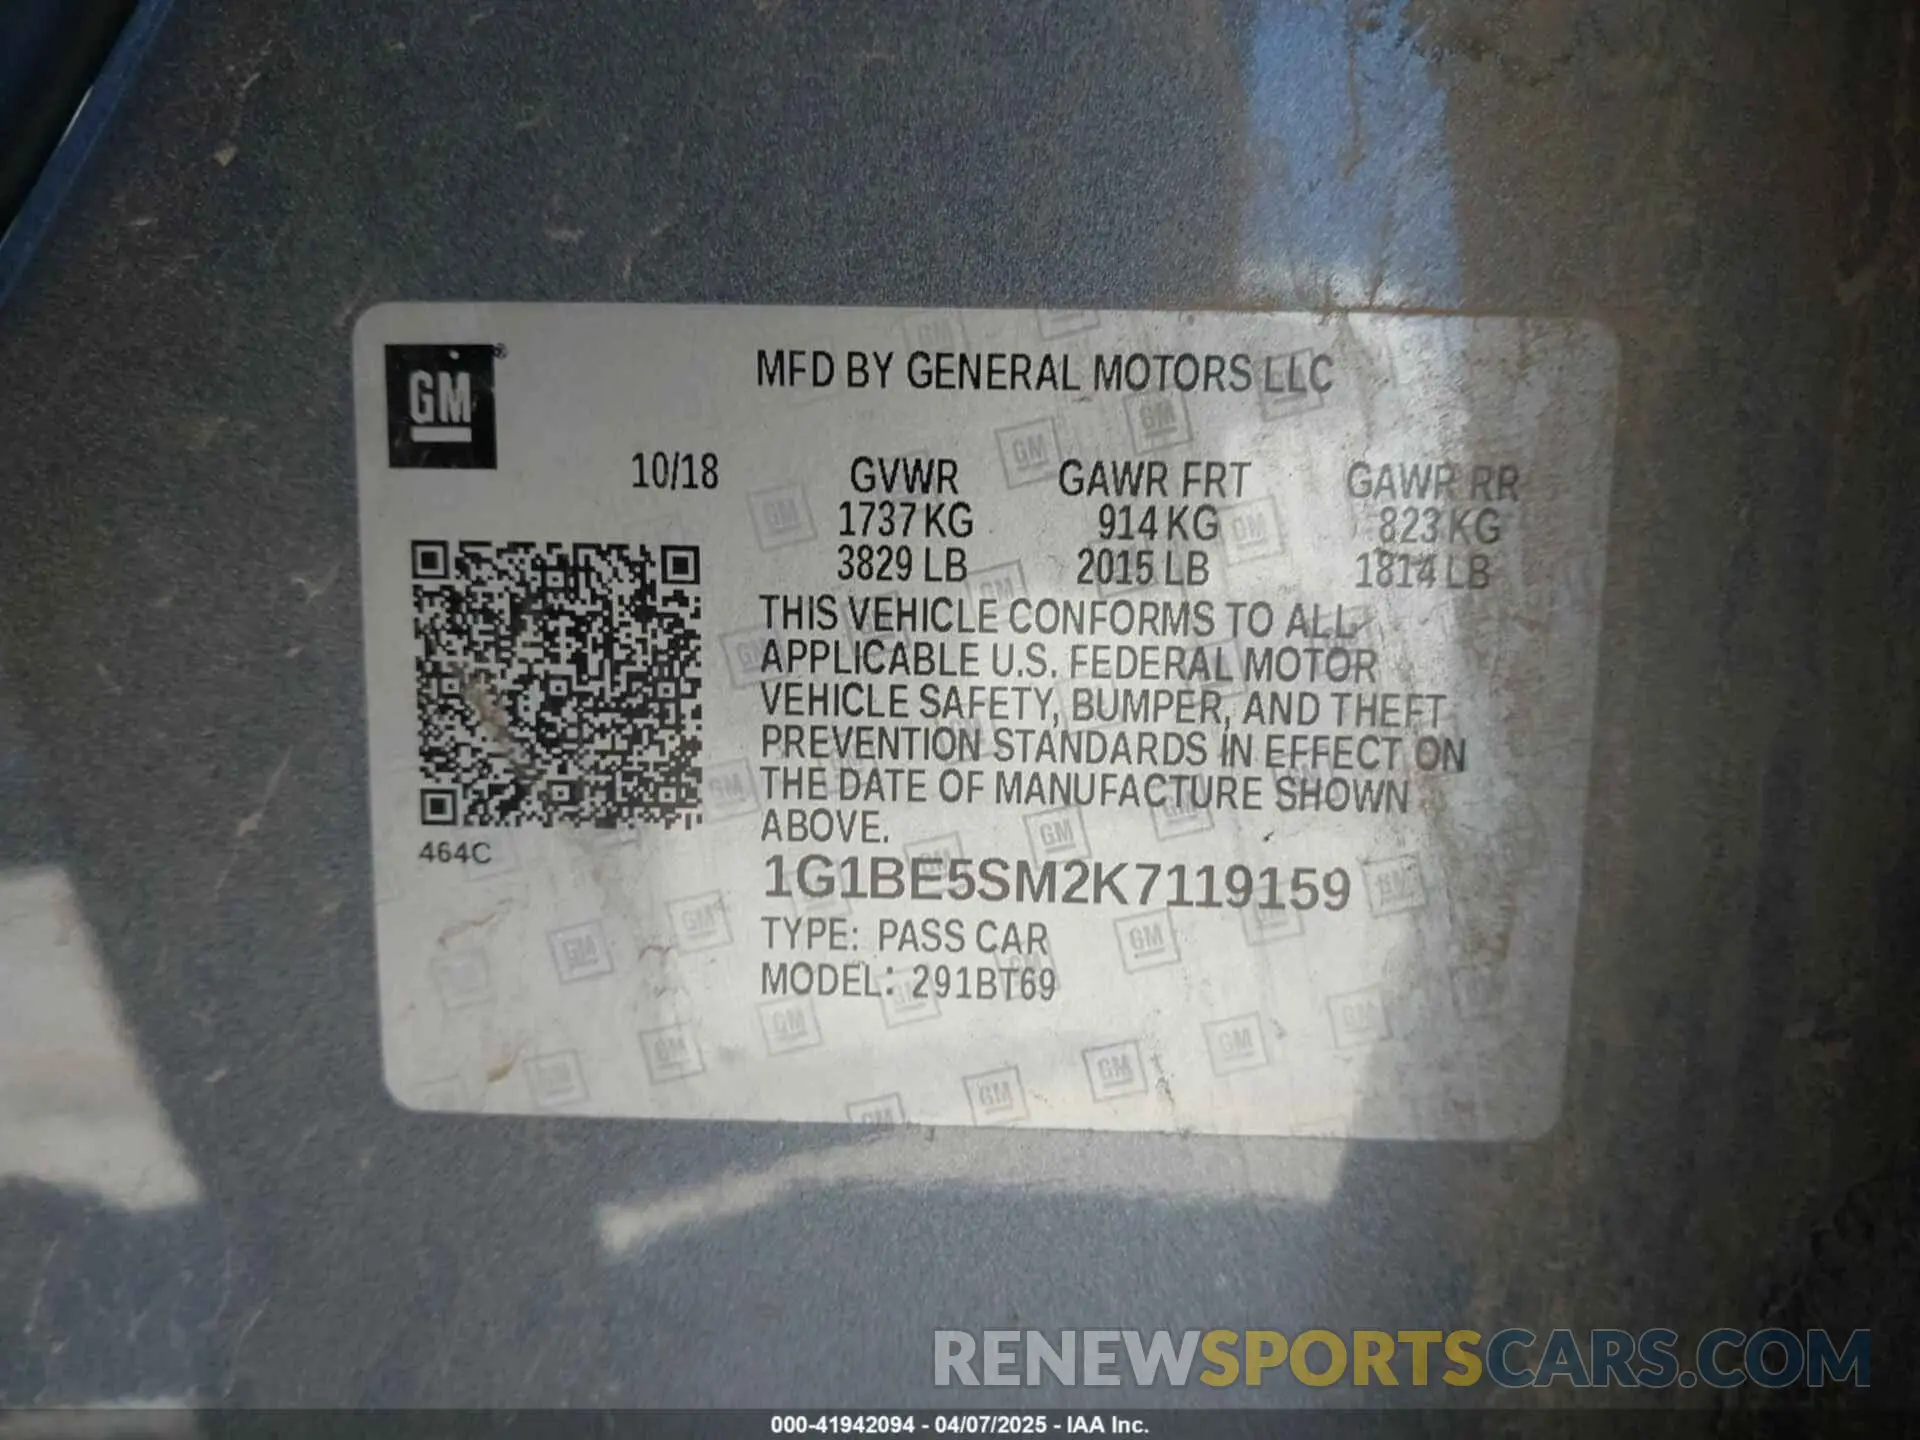 GM ®
MFD BY GENERAL MOTORS LLC
10/18 GVWR GAWR FRT GAWR RR
1737 KG 914 KG 823 KG
3829 LB 2015 LB 1814 LB
THIS VEHICLE CONFORMS TO ALL
APPLICABLE U.S. FEDERAL MOTOR
VEHICLE SAFETY, BUMPER, AND THEFT
PREVENTION STANDARDS IN EFFECT ON
THE DATE OF MANUFACTURE SHOWN
ABOVE.
464C
1G1BE5SM2K7119159
TYPE: PASS CAR
MODEL: 291BT69
RENEWSPORTSCARS.COM
000-41942094 - 04/07/2025 - IAA Inc.